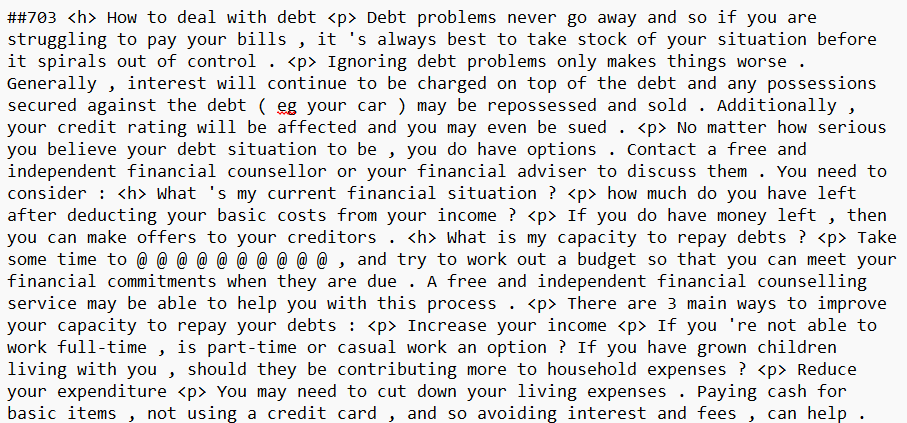 ##703 <h> How to deal with debt <p> Debt problems never go away and so if you are
struggling to pay your bills , it 's always best to take stock of your situation before
it spirals out of control . <p> Ignoring debt problems only makes things worse .
Generally , interest will continue to be charged on top of the debt and any possessions
secured against the debt ( eg your car ) may be repossessed and sold . Additionally ,
your credit rating will be affected and you may even be sued . <p> No matter how serious
you believe your debt situation to be , you do have options . Contact a free and
independent financial counsellor or your financial adviser to discuss them . You need to
consider : <h> What 's my current financial situation ? <p> how much do you have left
after deducting your basic costs from your income ? <p> If you do have money left , then
you can make offers to your creditors . <h> What is my capacity to repay debts ? <p> Take
some time to @ @ @ @ @ @ @ @ @ @ , and try to work out a budget so that you can meet your
financial commitments when they are due . A free and independent financial counselling
service may be able to help you with this process . <p> There are 3 main ways to improve
your capacity to repay your debts : <p> Increase your income <p> If you 're not able to
work full-time , is part-time or casual work an option ? If you have grown children
living with you , should they be contributing more to household expenses ? <p> Reduce
your expenditure <p> You may need to cut down your living expenses . Paying cash for
basic items , not using a credit card , and so avoiding interest and fees , can help .